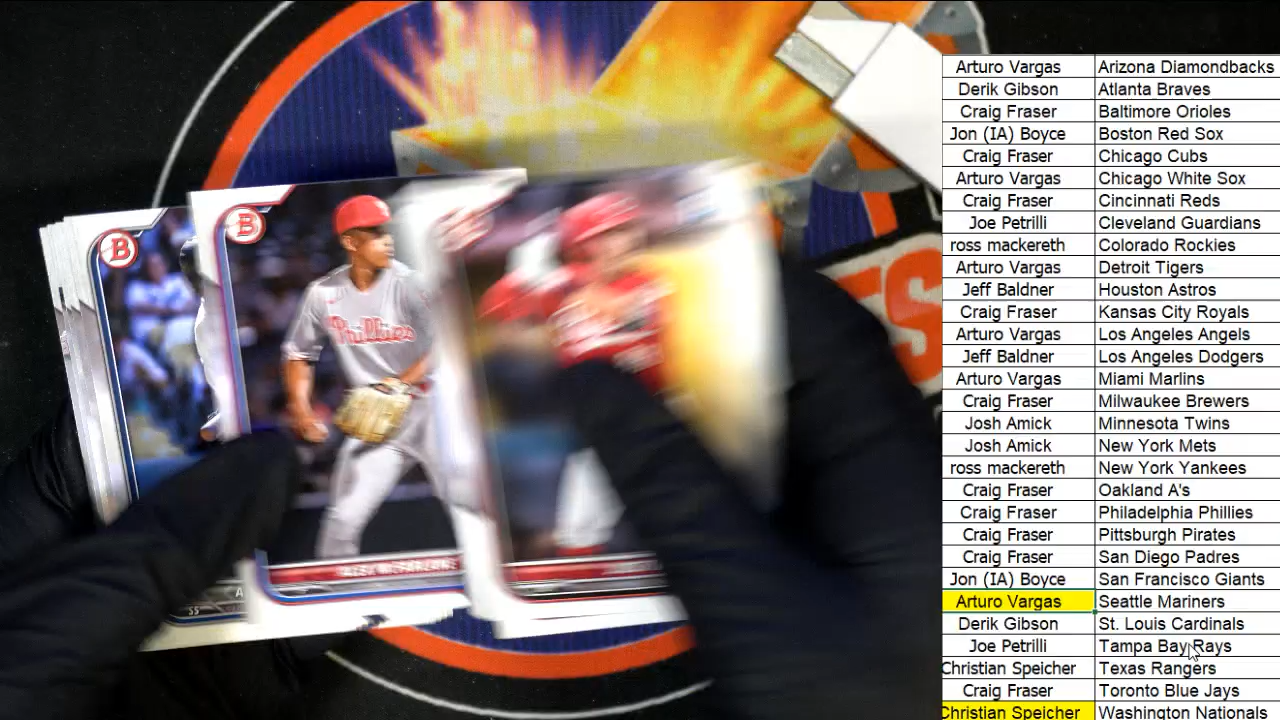 B
B
Phillies
ALEX McFARLANE
A
55
ES
Arturo Vargas Arizona Diamondbacks
Derik Gibson Atlanta Braves
Craig Fraser Baltimore Orioles
Jon (IA) Boyce Boston Red Sox
Craig Fraser Chicago Cubs
Arturo Vargas Chicago White Sox
Craig Fraser Cincinnati Reds
Joe Petrilli Cleveland Guardians
ross mackereth Colorado Rockies
Arturo Vargas Detroit Tigers
Jeff Baldner Houston Astros
Craig Fraser Kansas City Royals
Arturo Vargas Los Angeles Angels
Jeff Baldner Los Angeles Dodgers
Arturo Vargas Miami Marlins
Craig Fraser Milwaukee Brewers
Josh Amick Minnesota Twins
Josh Amick New York Mets
ross mackereth New York Yankees
Craig Fraser Oakland A's
Craig Fraser Philadelphia Phillies
Craig Fraser Pittsburgh Pirates
Craig Fraser San Diego Padres
Jon (IA) Boyce San Francisco Giants
Arturo Vargas Seattle Mariners
Derik Gibson St. Louis Cardinals
Joe Petrilli Tampa Bay Rays
Christian Speicher Texas Rangers
Craig Fraser Toronto Blue Jays
Christian Speicher Washington Nationals